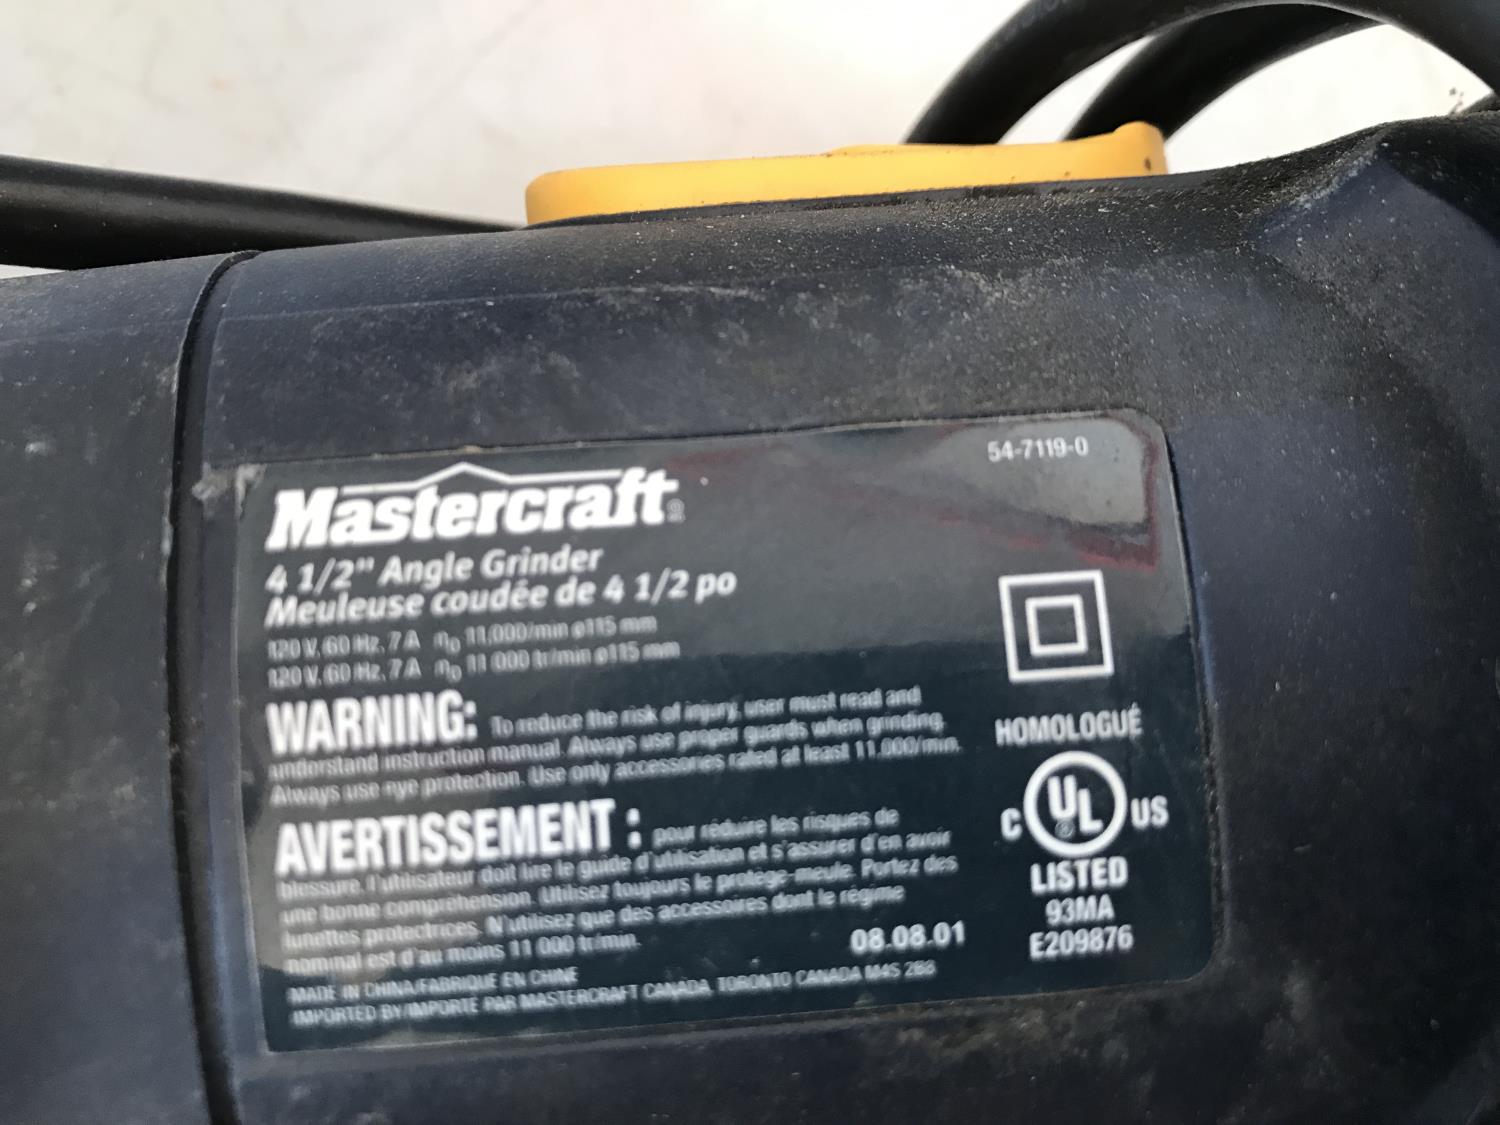 54-7119-0
Mastercraft®
4 1/2" Angle Grinder
Meuleuse coudée de 4 1/2 po
120 V, 60 Hz, 7 A n0 11,000/min ø115 mm
120 V, 60 Hz, 7 A n0 11 000 tr/min ø115 mm
WARNING: To reduce the risk of injury, user must read and
understand instruction manual. Always use proper guards when grinding.
Always use eye protection. Use only accessories rated at least 11.000/min.
AVERTISSEMENT : pour réduire les risques de
blessure, l'utilisateur doit lire le guide d'utilisation et s'assurer d'en avoir
une bonne compréhension. Utilisez toujours le protège-meule. Portez des
lunettes protectrices. N'utilisez que des accessoires dont le régime
nominal est d'au moins 11 000 tr/min.
08.08.01
MADE IN CHINA/FABRIQUÉ EN CHINE
IMPORTED BY/IMPORTÉ PAR MASTERCRAFT CANADA TORONTO CANADA M4S 2B8
HOMOLOGUÉ
C UL® US
LISTED
93MA
E209876